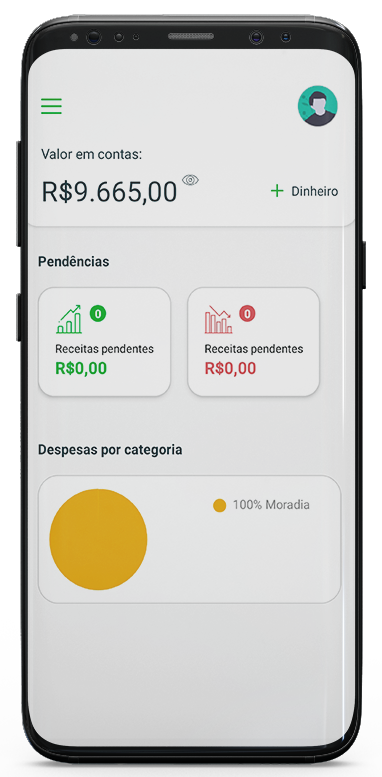 Valor em contas:
R$9.665,00
+ Dinheiro
Pendências
0
Receitas pendentes
R$0,00
0
Receitas pendentes
R$0,00
Despesas por categoria
100% Moradia